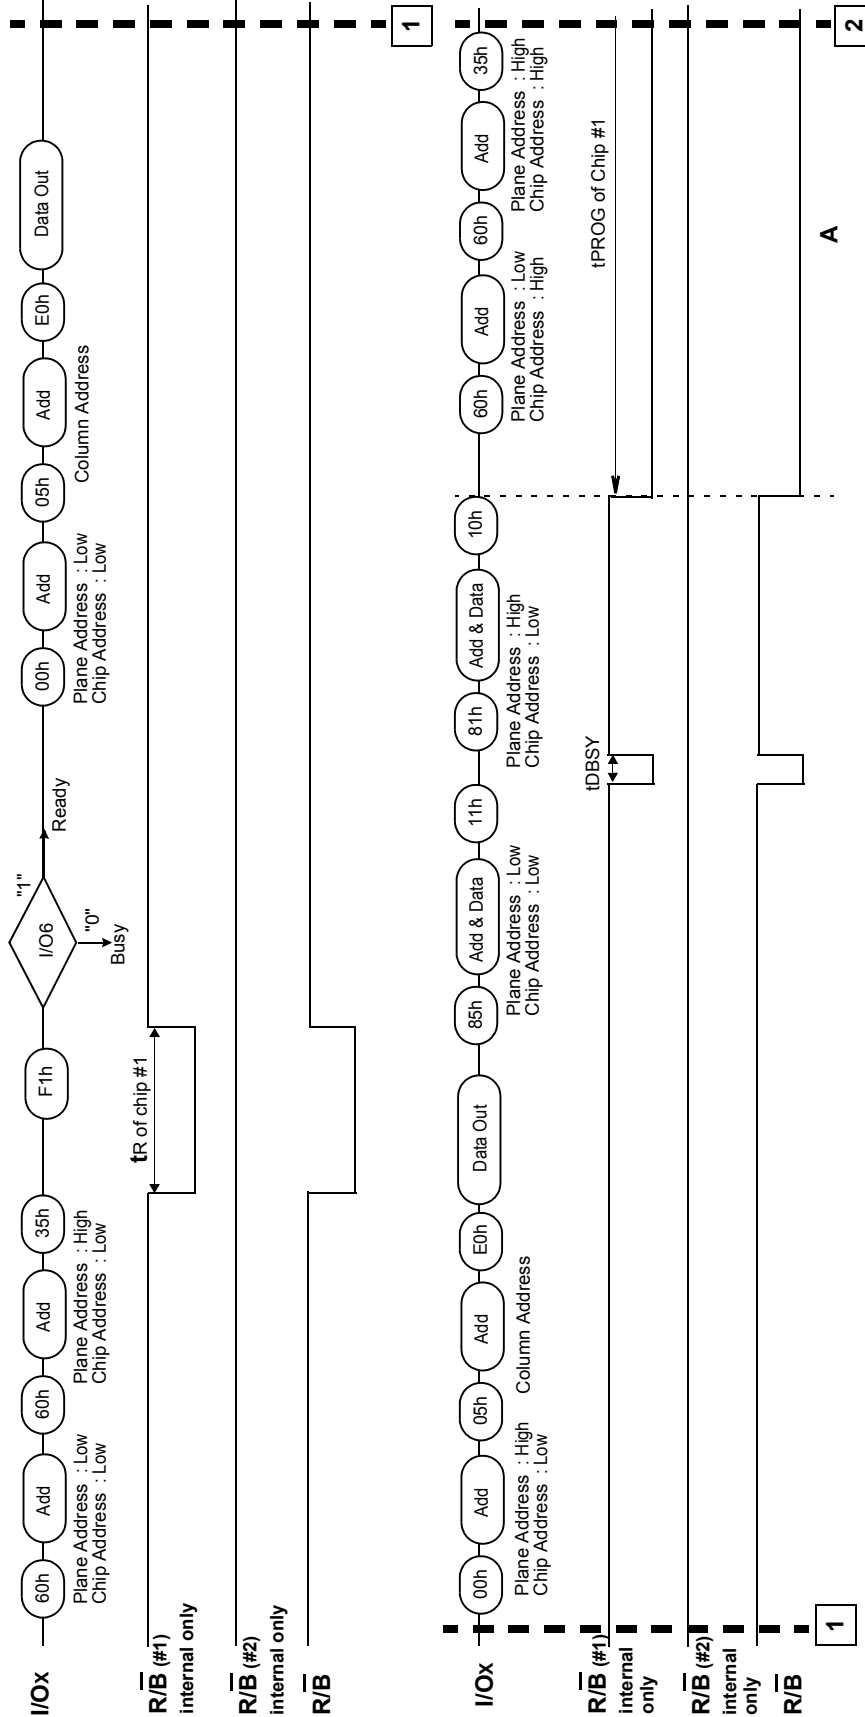 I/Ox
60h
Add
60h
Add
35h
F1h
I/O6
"1"
Ready
"0"
Busy
00h
Add
05h
Add
E0h
Data Out
Plane Address : Low
Chip Address : Low
Plane Address : High
Chip Address : Low
Plane Address : Low
Chip Address : Low
Column Address
R/B (#1)
internal only
tR of chip #1
R/B (#2)
internal only
R/B
1
I/Ox
00h
Add
05h
Add
E0h
Data Out
85h
Add & Data
11h
81h
Add & Data
10h
60h
Add
60h
Add
35h
Plane Address : High
Chip Address : Low
Column Address
Plane Address : Low
Chip Address : Low
Plane Address : High
Chip Address : Low
Plane Address : Low
Chip Address : High
Plane Address : High
Chip Address : High
R/B (#1)
internal
only
tDBSY
tPROG of Chip #1
R/B (#2)
internal
only
R/B
A
1
2